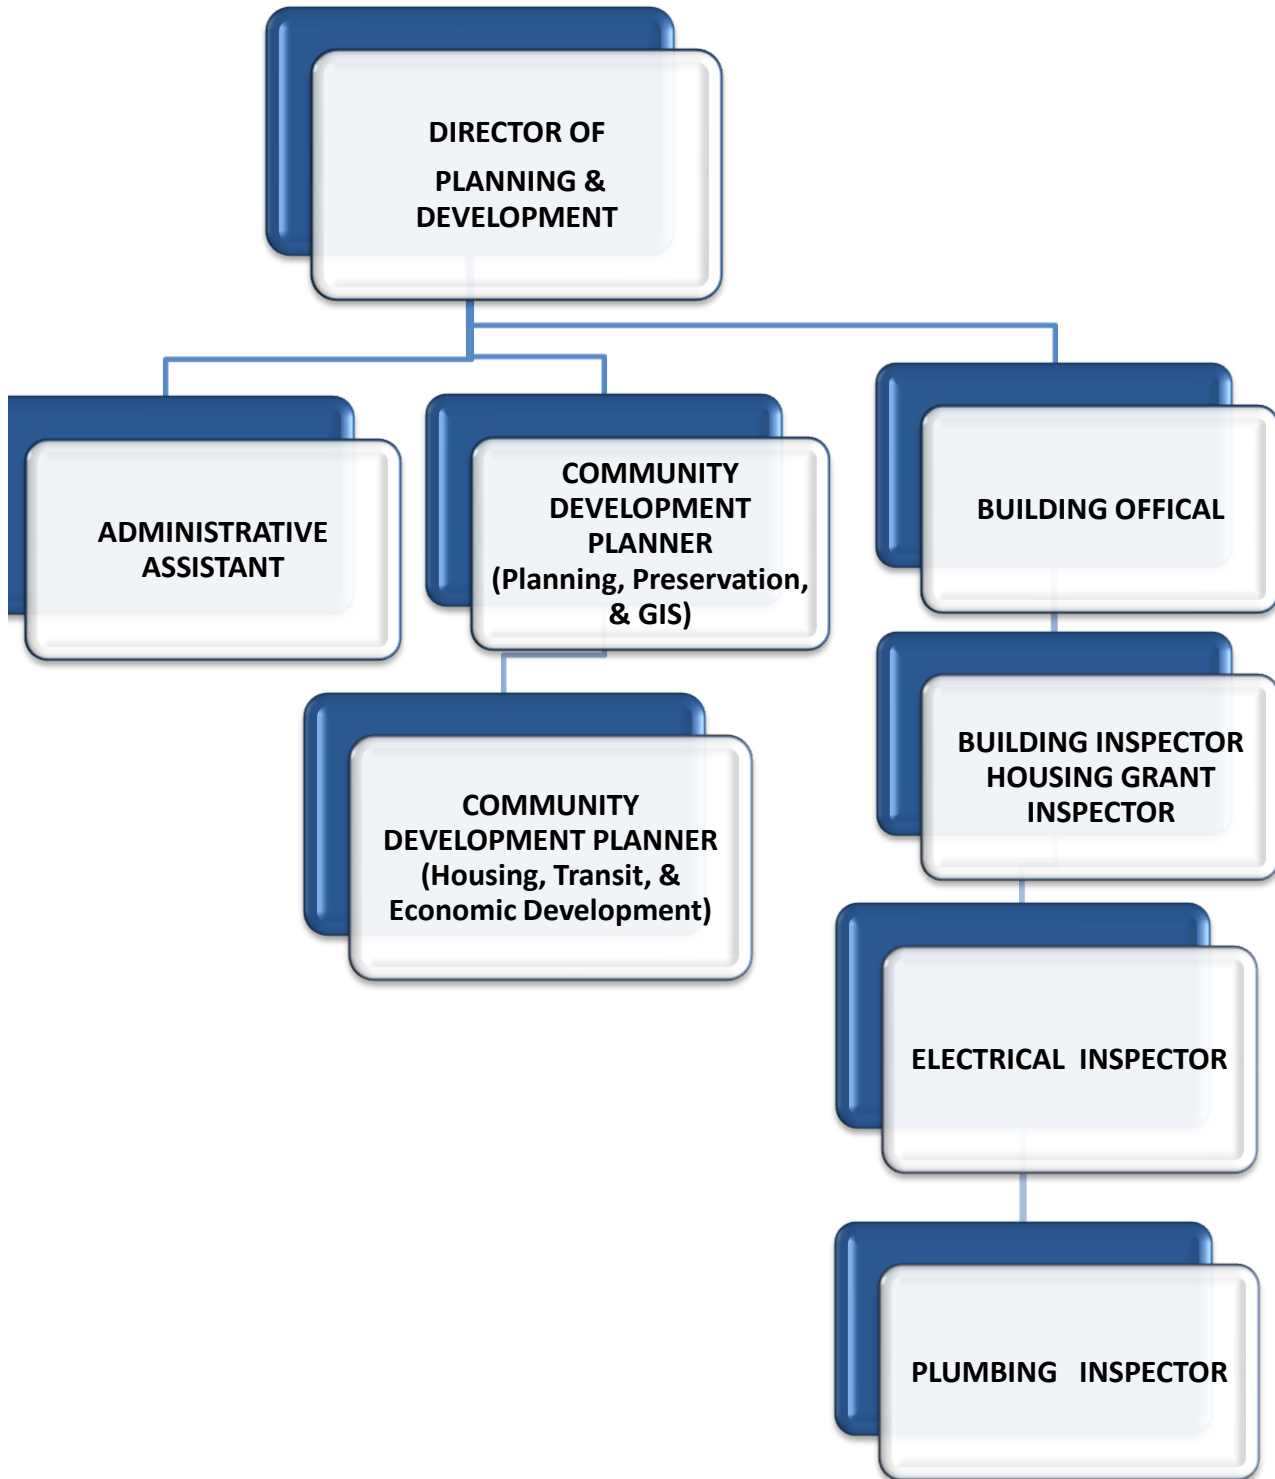 DIRECTOR OF
PLANNING &
DEVELOPMENT
ADMINISTRATIVE
ASSISTANT
COMMUNITY
DEVELOPMENT
PLANNER
(Planning, Preservation,
& GIS)
BUILDING OFFICAL
COMMUNITY
DEVELOPMENT PLANNER
(Housing, Transit, &
Economic Development)
BUILDING INSPECTOR
HOUSING GRANT
INSPECTOR
ELECTRICAL INSPECTOR
PLUMBING INSPECTOR